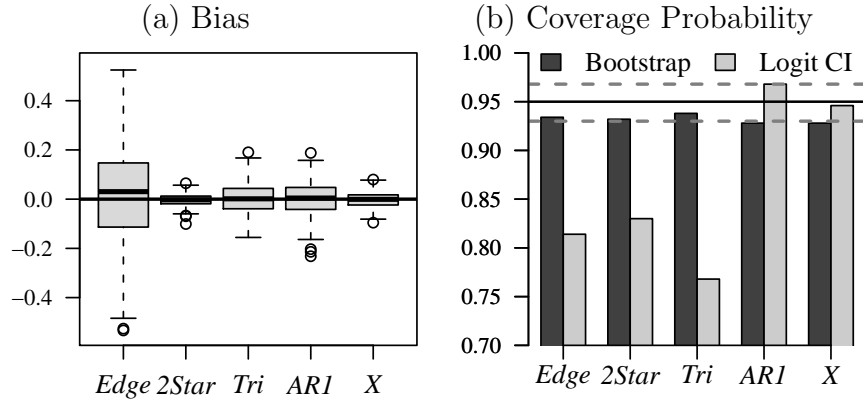 (a) Bias
0.4
0.2
0.0
−0.2
−0.4
Edge 2Star Tri AR1 X
(b) Coverage Probability
Bootstrap Logit CI
1.00
0.95
0.90
0.85
0.80
0.75
0.70
Edge 2Star Tri AR1 X